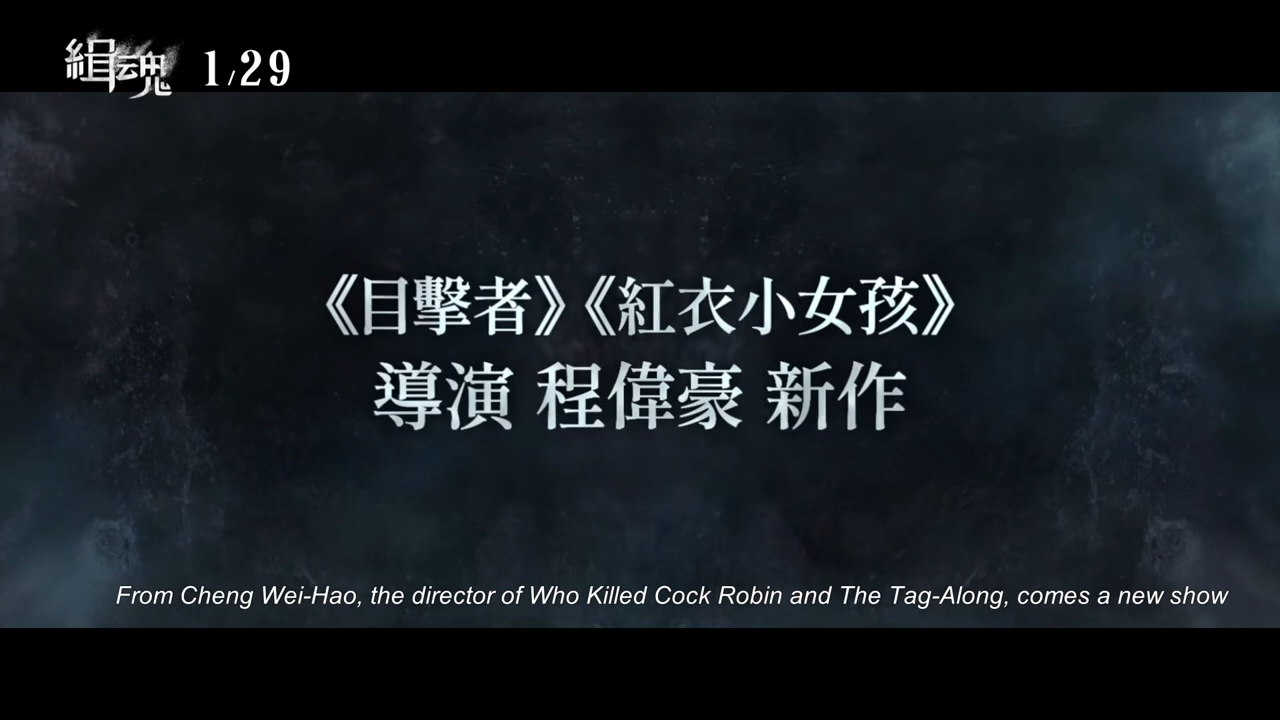 緝魂 1/29
《目擊者》《紅衣小女孩》
導演 程偉豪 新作
From Cheng Wei-Hao, the director of Who Killed Cock Robin and The Tag-Along, comes a new show